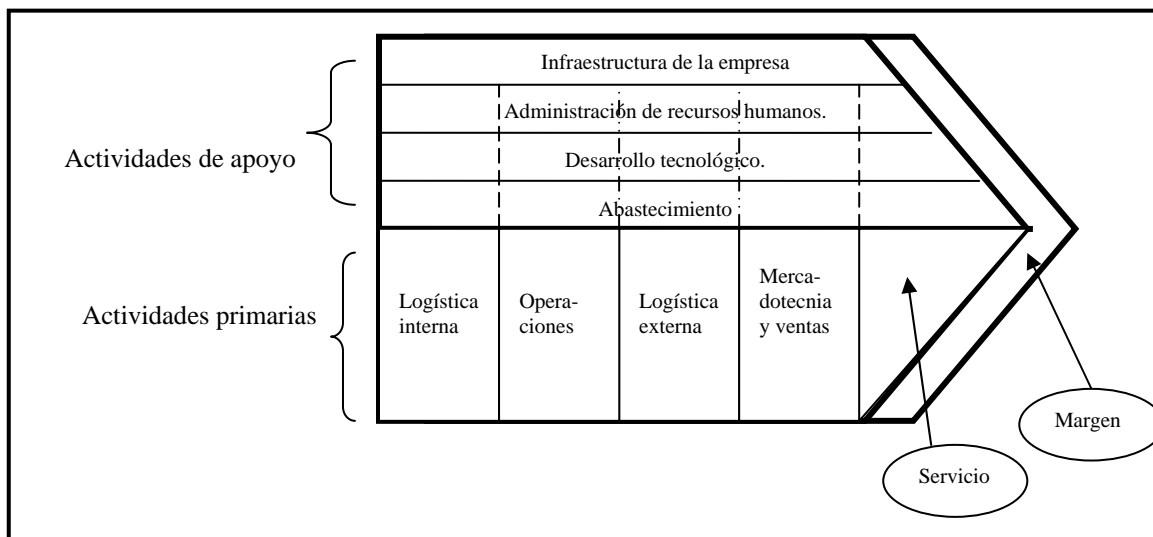 Infraestructura de la empresa
Administración de recursos humanos.
Actividades de apoyo
Desarrollo tecnológico.
Abastecimiento
Actividades primarias
Logística
interna
Opera-
ciones
Logística
externa
Merca-
dotecnia
y ventas
Margen
Servicio